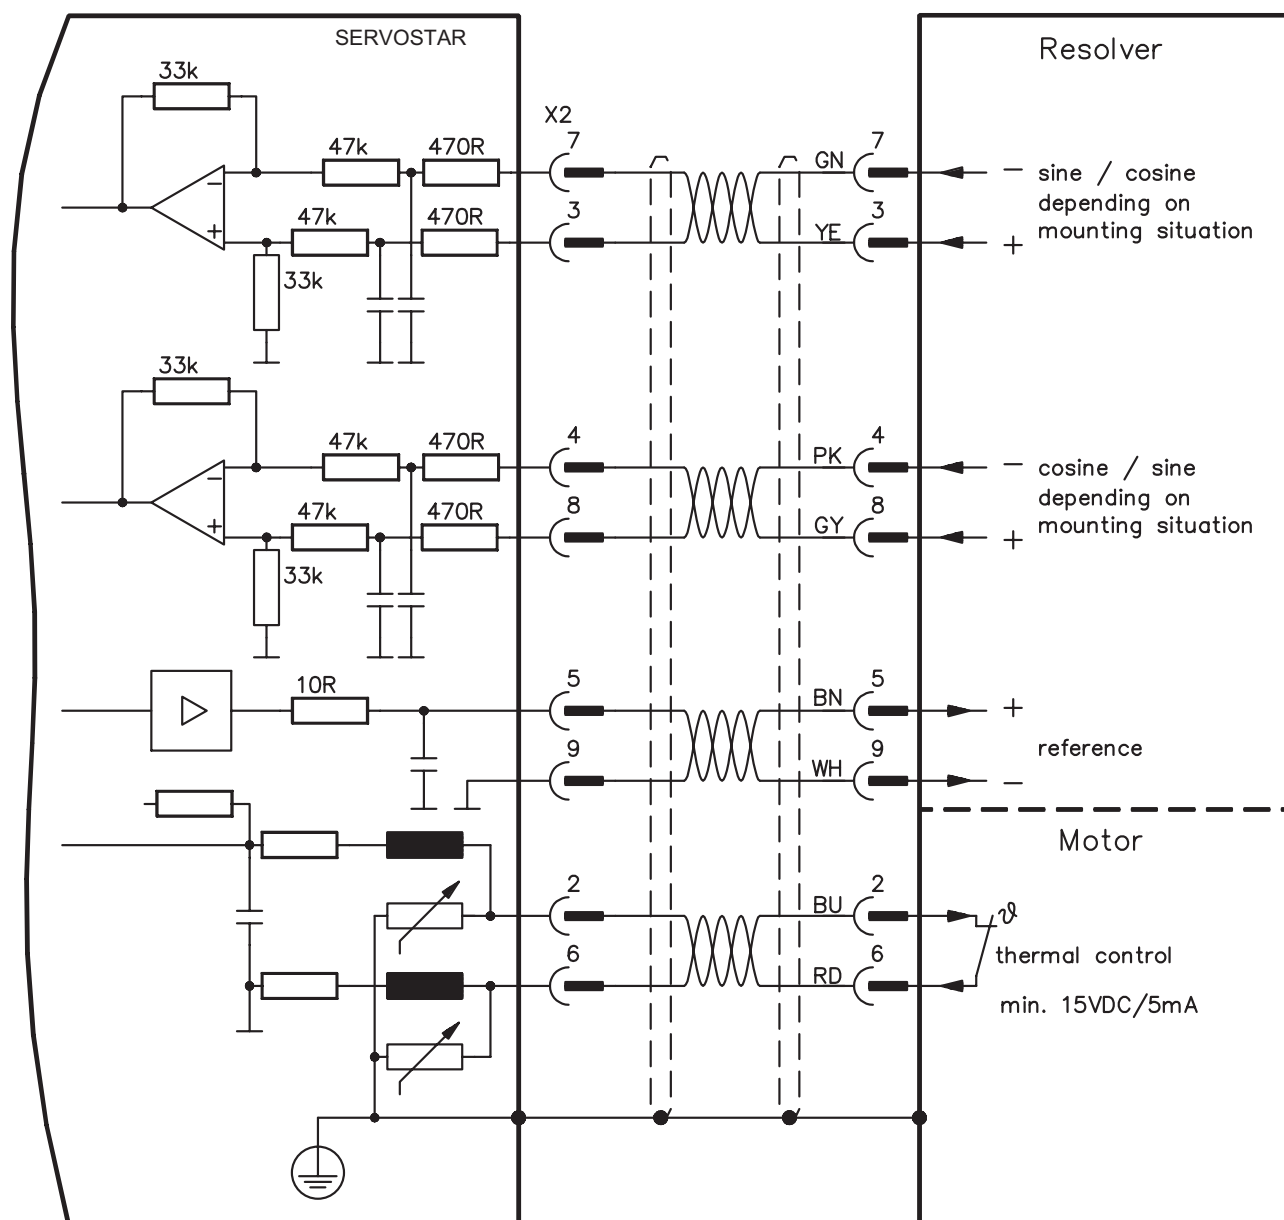 SERVOSTAR
Resolver
33k
X2
47k
470R
7
GN
7
− sine / cosine
depending on
mounting situation
−
+
47k
470R
3
YE
3
+
33k
33k
47k
470R
4
PK
4
− cosine / sine
depending on
mounting situation
−
+
47k
470R
8
GY
8
+
33k
10R
5
BN
5
+
reference
9
WH
9
−
Motor
2
BU
2
ϑ
thermal control
6
RD
6
min. 15VDC/5mA